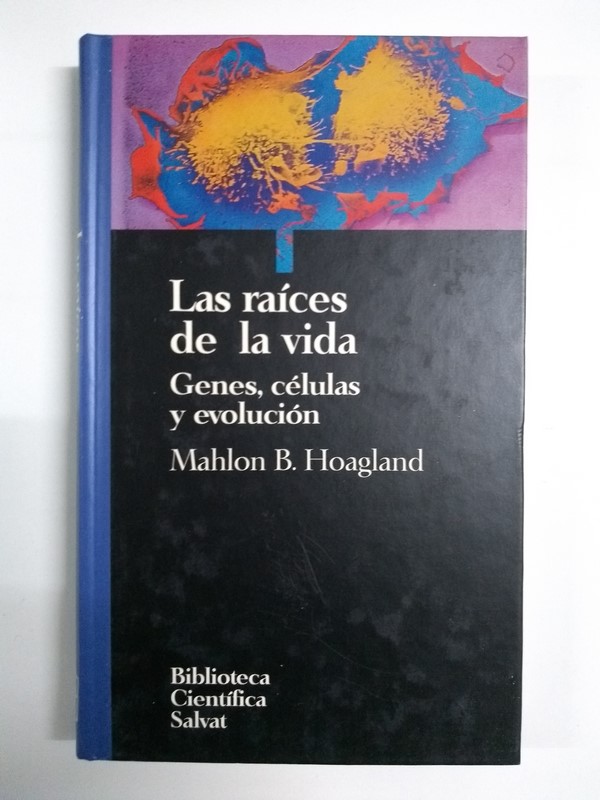 Las raíces
de la vida
Genes, células
y evolución
Mahlon B. Hoagland
Biblioteca
Científica
Salvat